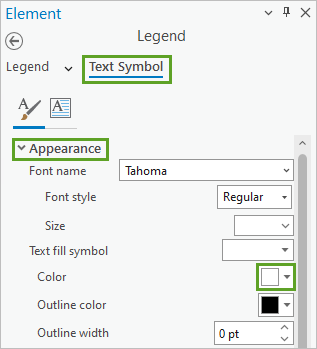 Element
Legend
Legend Text Symbol
Appearance
Font name Tahoma
Font style Regular
Size
Text fill symbol
Color
Outline color
Outline width 0 pt